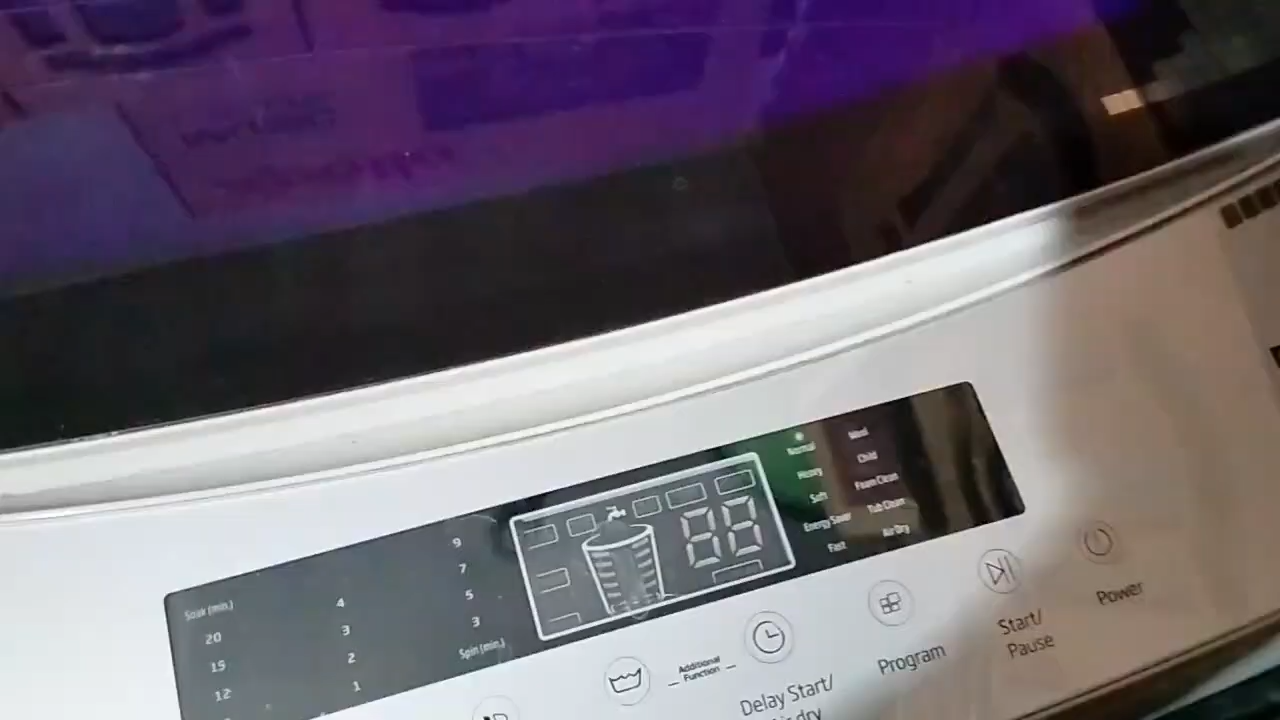 Soak (min.)
20
15
12
4
3
2
1
9
7
5
3
Spin (min.)
88
Normal
Heavy
Soft
Energy Saver
Fast
Wool
Child
Foam Clean
Tub Clean
Air Dry
Additional
Function
Delay Start/
Air dry
Program
Start/
Pause
Power